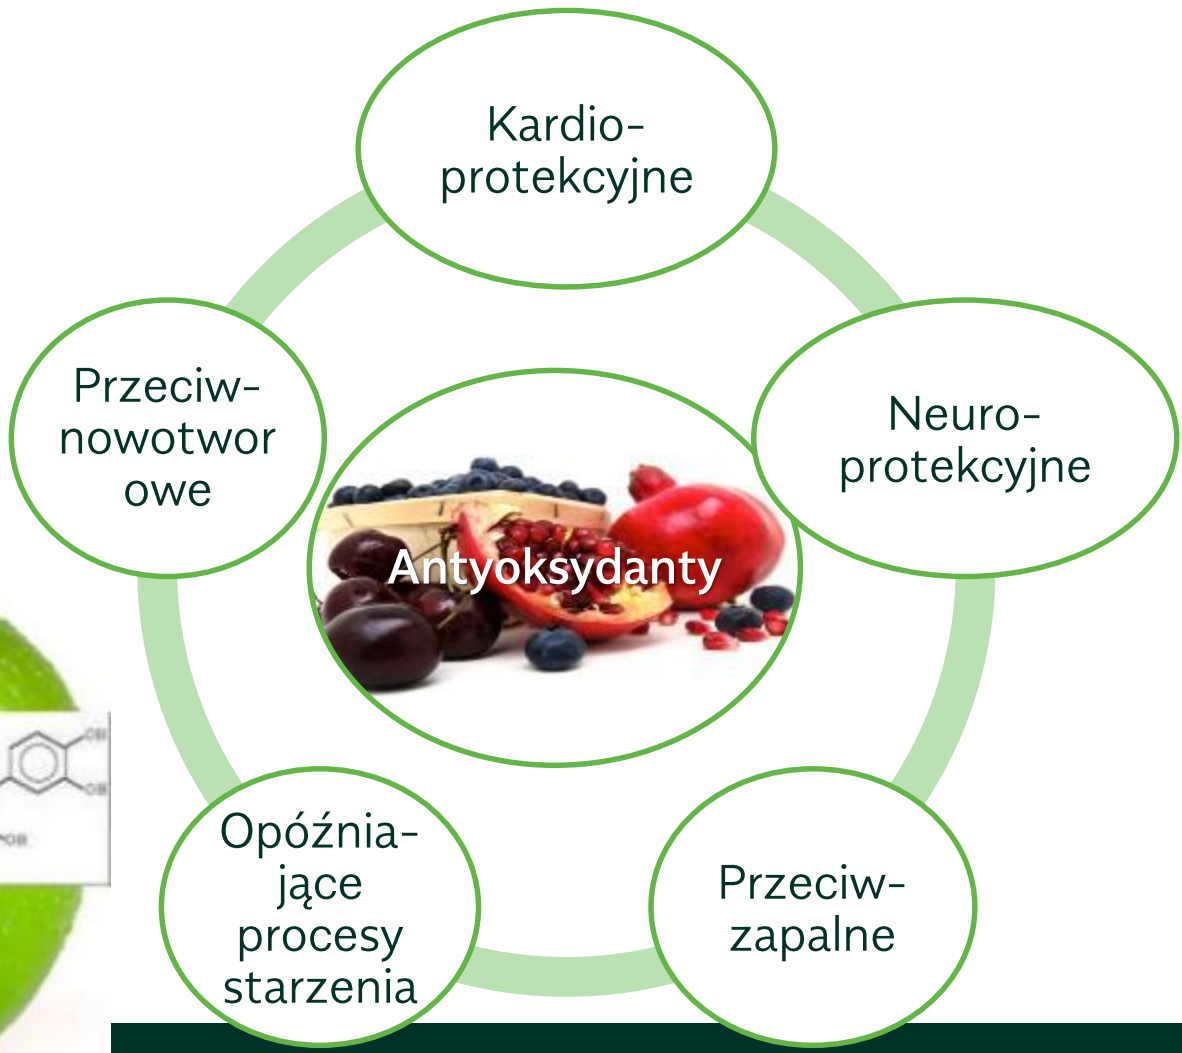 Kardio-
protekcyjne
Neuro-
protekcyjne
Przeciw-
zapalne
Opóźnia-
jące
procesy
starzenia
Przeciw-
nowotwor
owe
Antyoksydanty